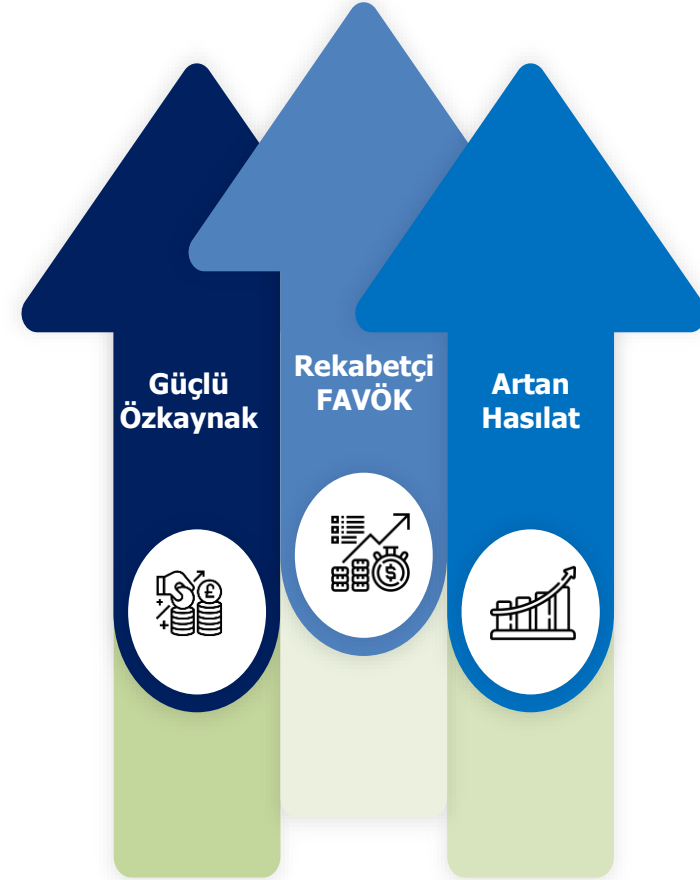 Güçlü
Özkaynak
Rekabetçi
FAVÖK
Artan
Hasılat